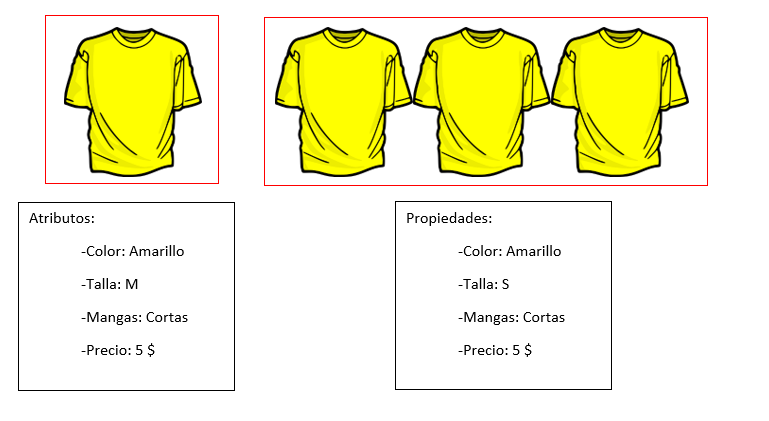 Atributos:
-Color: Amarillo
-Talla: M
-Mangas: Cortas
-Precio: 5 $
Propiedades:
-Color: Amarillo
-Talla: S
-Mangas: Cortas
-Precio: 5 $